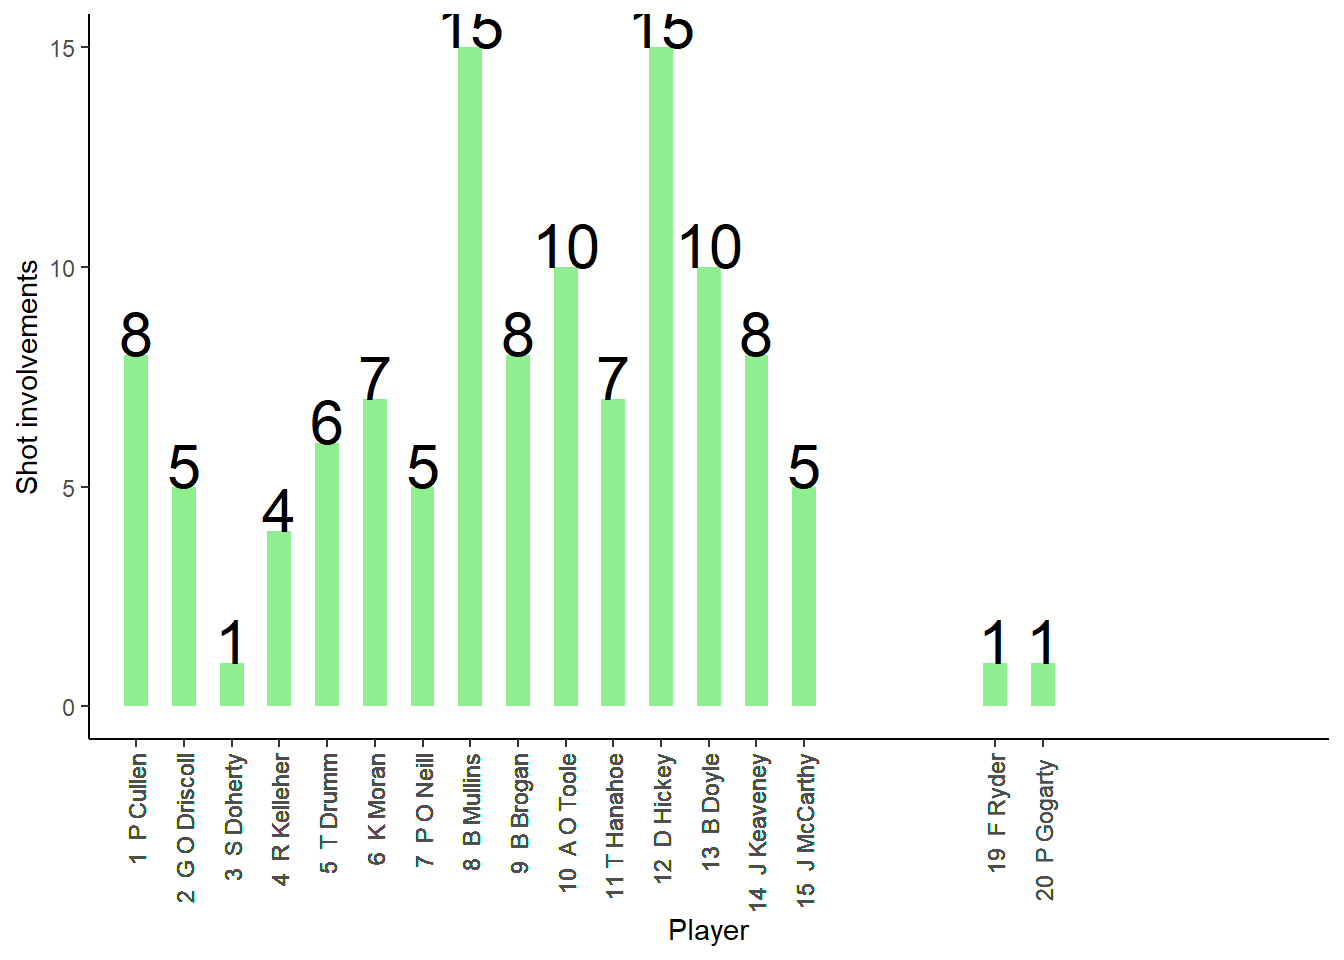 Shot involvements
15
10
5
0
8
5
1
4
6
7
5
15
8
10
7
15
10
8
5
1
1
1 P Cullen
2 G O Driscoll
3 S Doherty
4 R Kelleher
5 T Drumm
6 K Moran
7 P O Neill
8 B Mullins
9 B Brogan
10 A O Toole
11 T Hanahoe
12 D Hickey
13 B Doyle
14 J Keaveney
15 J McCarthy
19 F Ryder
20 P Gogarty
Player